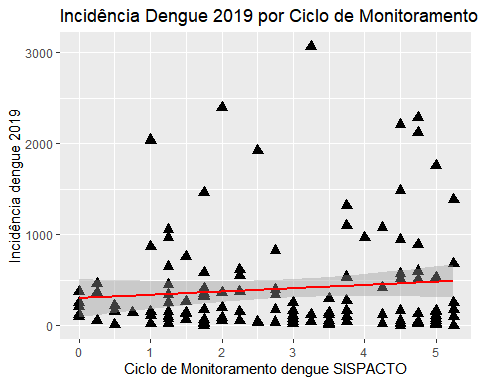 Incidência Dengue 2019 por Ciclo de Monitoramento
Incidência dengue 2019
3000
2000
1000
0
0 1 2 3 4 5
Ciclo de Monitoramento dengue SISPACTO